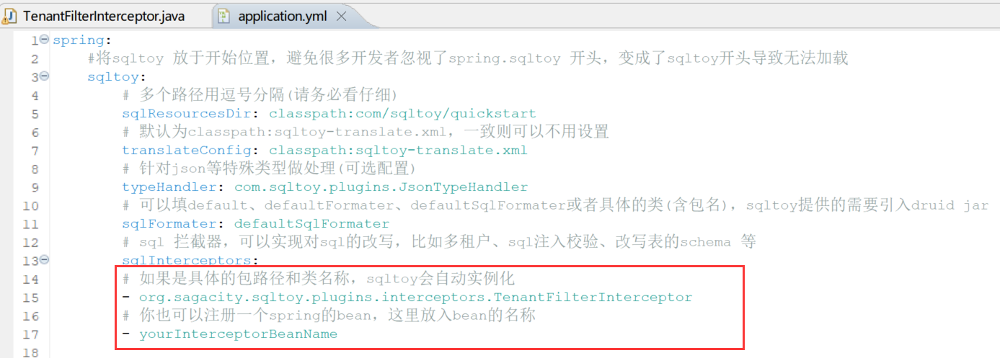 TenantFilterInterceptor.java application.yml
1 spring:
2 #将sqltoy 放于开始位置，避免很多开发者忽视了spring.sqltoy 开头，变成了sqltoy开头导致无法加载
3 sqltoy:
4 # 多个路径用逗号分隔(请务必看仔细)
5 sqlResourcesDir: classpath:com/sqltoy/quickstart
6 # 默认为classpath:sqltoy-translate.xml，一致则可以不用设置
7 translateConfig: classpath:sqltoy-translate.xml
8 # 针对json等特殊类型做处理(可选配置)
9 typeHandler: com.sqltoy.plugins.JsonTypeHandler
10 # 可以填default、defaultFormater、defaultSqlFormater或者具体的类(含包名)，sqltoy提供的需要引入druid jar
11 sqlFormater: defaultSqlFormater
12 # sql 拦截器，可以实现对sql的改写，比如多租户、sql注入校验、改写表的schema 等
13 sqlInterceptors:
14 # 如果是具体的包路径和类名称，sqltoy会自动实例化
15 - org.sagacity.sqltoy.plugins.interceptors.TenantFilterInterceptor
16 # 你也可以注册一个spring的bean，这里放入bean的名称
17 - yourInterceptorBeanName
18